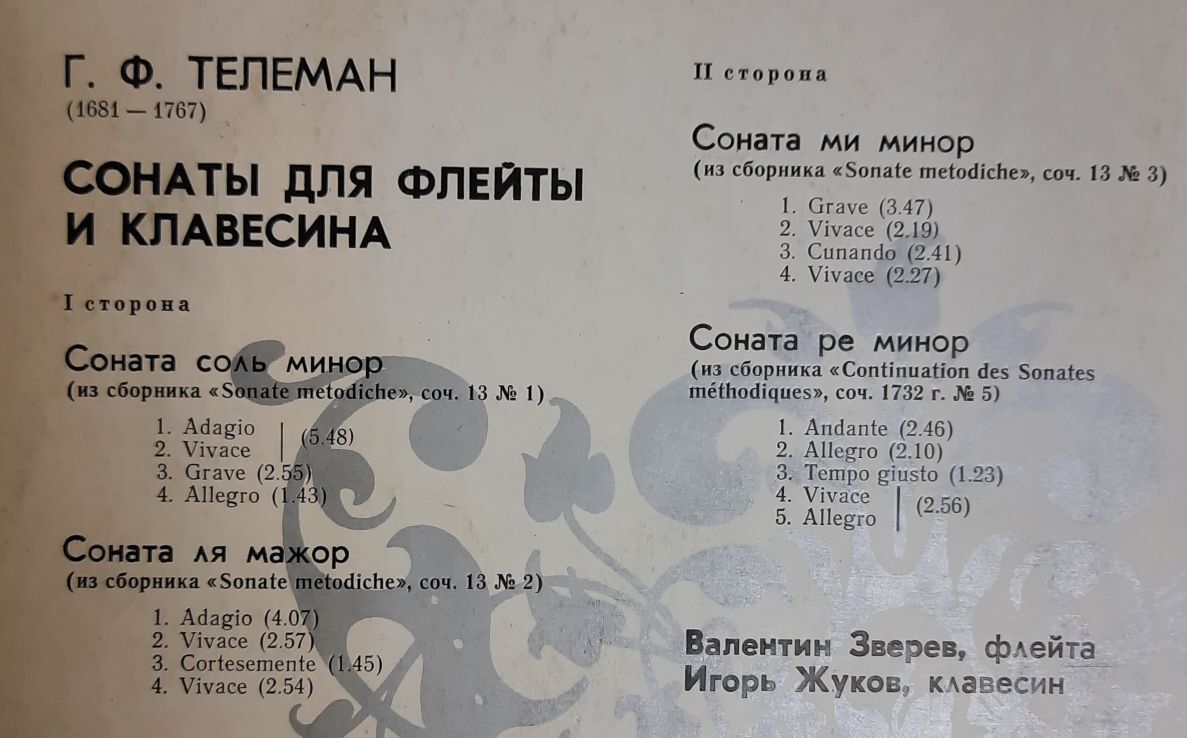 Г. Ф. ТЕЛЕМАН
(1681 — 1767)
СОНАТЫ ДЛЯ ФЛЕЙТЫ
И КЛАВЕСИНА
I сторона
Соната соль минор
(из сборника «Sonate metodiche», соч. 13 № 1)
1. Adagio
2. Vivace (5.48)
3. Grave (2.55)
4. Allegro (1.43)
Соната ля мажор
(из сборника «Sonate metodiche», соч. 13 № 2)
1. Adagio (4.07)
2. Vivace (2.57)
3. Cortesemente (1.45)
4. Vivace (2.54)
II сторона
Соната ми минор
(из сборника «Sonate metodiche», соч. 13 № 3)
1. Grave (3.47)
2. Vivace (2.19)
3. Cunando (2.41)
4. Vivace (2.27)
Соната ре минор
(из сборника «Continuation des Sonates
méthodiques», соч. 1732 г. № 5)
1. Andante (2.46)
2. Allegro (2.10)
3. Tempo giusto (1.23)
4. Vivace
5. Allegro (2.56)
Валентин Зверев, флейта
Игорь Жуков, клавесин